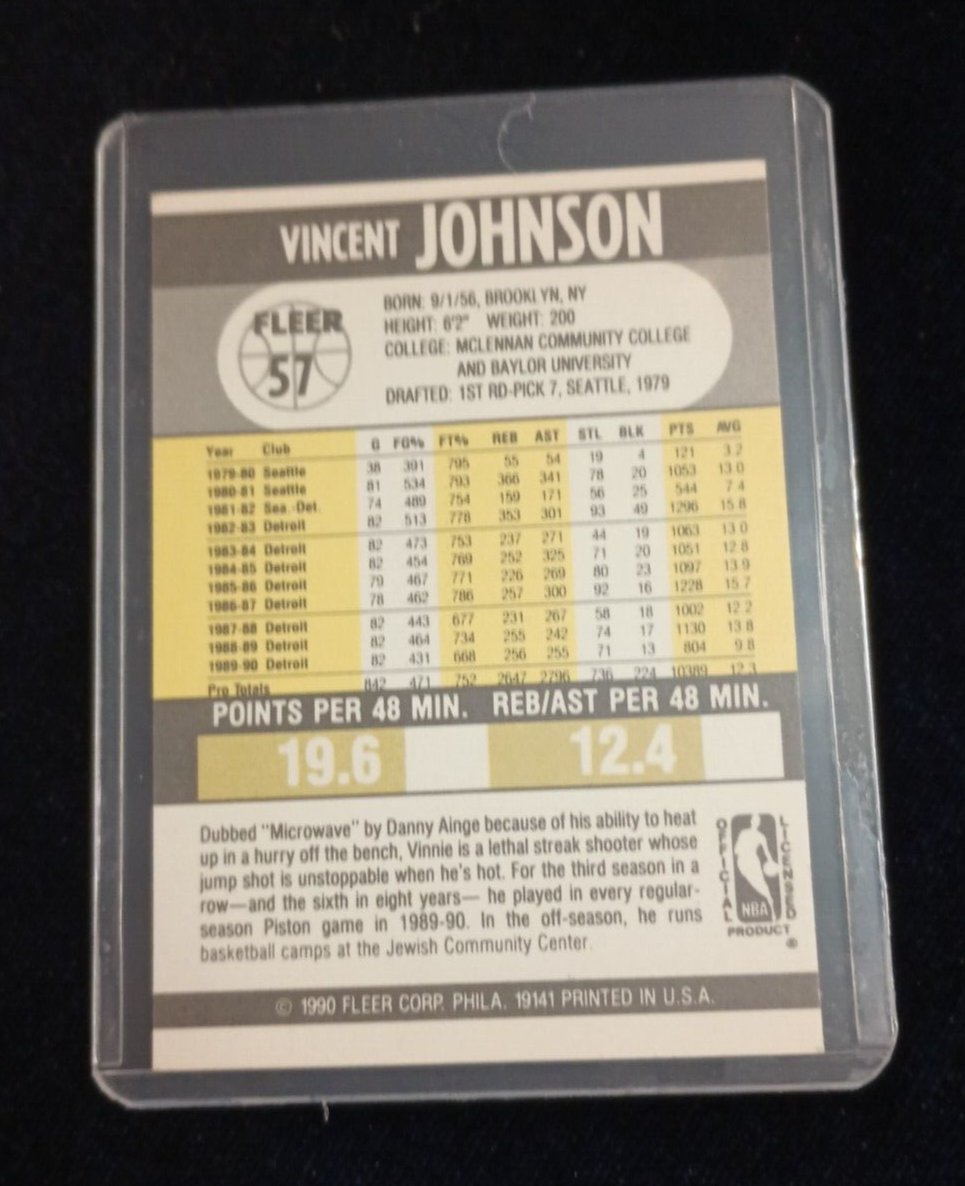 VINCENT JOHNSON
FLEER
57
BORN: 9/1/56, BROOKLYN, NY
HEIGHT: 6'2" WEIGHT: 200
COLLEGE: MCLENNAN COMMUNITY COLLEGE
AND BAYLOR UNIVERSITY
DRAFTED: 1ST RD-PICK 7, SEATTLE, 1979
Year Club G FG% FT% REB AST STL BLK PTS AVG
1979-80 Seattle 38 391 795 55 54 19 4 121 3.2
1980-81 Seattle 81 534 793 366 341 78 20 1053 13.0
1981-82 Sea.-Det. 74 489 754 159 171 56 25 544 7.4
1982-83 Detroit 82 513 778 353 301 93 49 1296 15.8
1983-84 Detroit 82 473 753 237 271 44 19 1063 13.0
1984-85 Detroit 82 454 769 252 325 71 20 1051 12.8
1985-86 Detroit 79 467 771 226 269 80 23 1097 13.9
1986-87 Detroit 78 462 786 257 300 92 16 1228 15.7
1987-88 Detroit 82 443 677 231 267 58 18 1002 12.2
1988-89 Detroit 82 464 734 255 242 74 17 1130 13.8
1989-90 Detroit 82 431 668 256 255 71 13 804 9.8
Pro Totals 842 471 752 2647 2796 736 224 10389 12.3
POINTS PER 48 MIN. REB/AST PER 48 MIN.
19.6 12.4
Dubbed "Microwave" by Danny Ainge because of his ability to heat
up in a hurry off the bench, Vinnie is a lethal streak shooter whose
jump shot is unstoppable when he's hot. For the third season in a
row—and the sixth in eight years— he played in every regular-
season Piston game in 1989-90. In the off-season, he runs
basketball camps at the Jewish Community Center.
OFFICIAL
LICENSED
NBA
PRODUCT
®
© 1990 FLEER CORP. PHILA. 19141 PRINTED IN U.S.A.